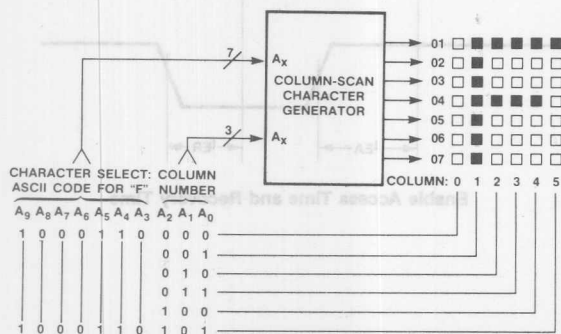 7
Ax
3
Ax
COLUMN-SCAN
CHARACTER
GENERATOR
01
02
03
04
05
06
07
COLUMN: 0 1 2 3 4 5
CHARACTER SELECT: COLUMN
ASCII CODE FOR "F" NUMBER
A9 A8 A7 A6 A5 A4 A3 A2 A1 A0
1 0 0 0 1 1 0 0 0 0
0 0 1
0 1 0
0 1 1
1 0 0
1 0 0 0 1 1 0 1 0 1